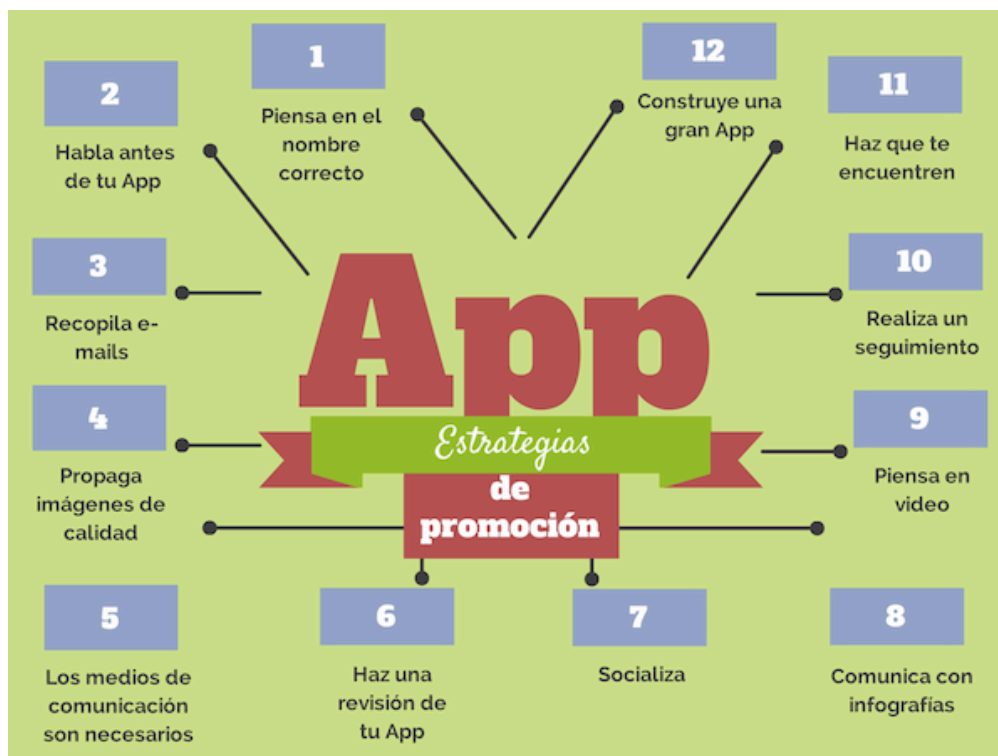 1
Piensa en el
nombre
correcto
2
Habla antes
de tu App
3
Recopila e-
mails
4
Propaga
imágenes de
calidad
5
Los medios de
comunicación
son necesarios
6
Haz una
revisión de
tu App
7
Socializa
8
Comunica con
infografías
9
Piensa en
video
10
Realiza un
seguimiento
11
Haz que te
encuentren
12
Construye una
gran App
App
Estrategias
de
promoción